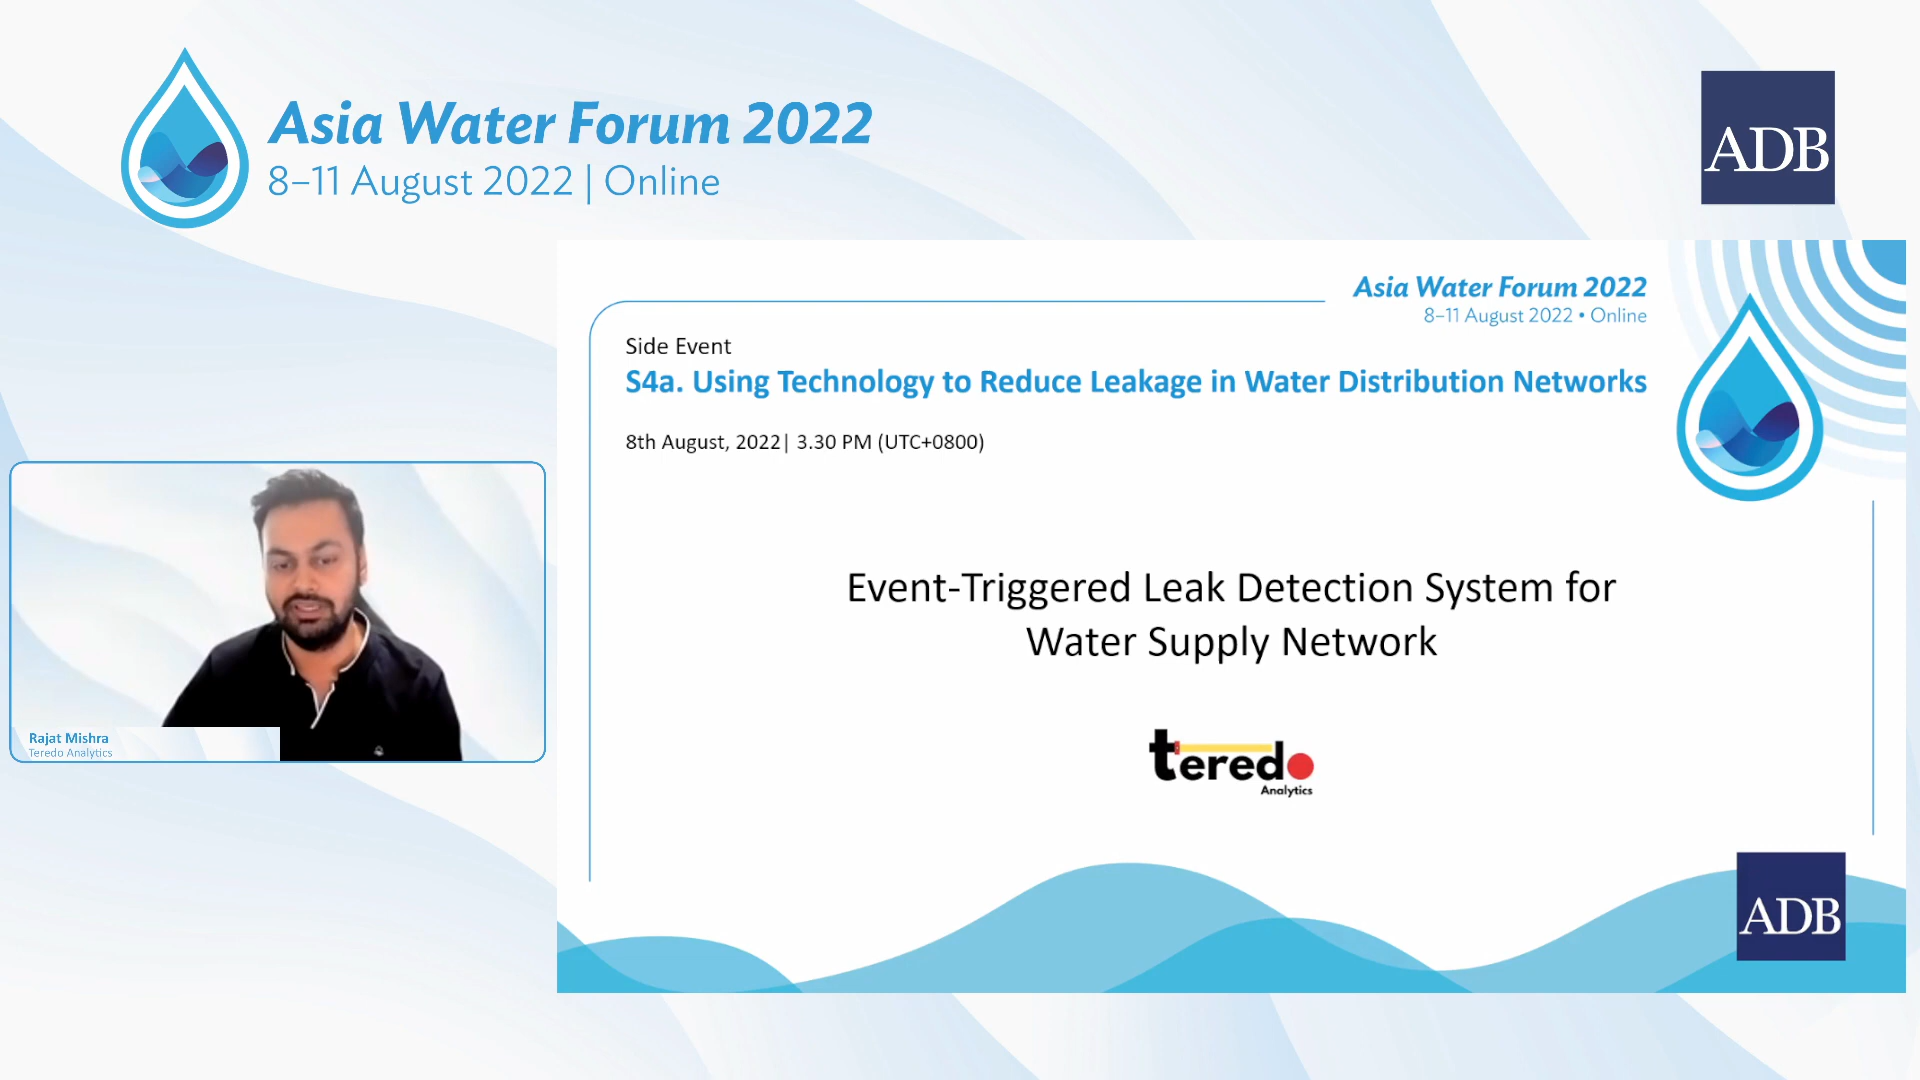 Asia Water Forum 2022
8–11 August 2022 | Online
ADB
Asia Water Forum 2022
8–11 August 2022 • Online
Side Event
S4a. Using Technology to Reduce Leakage in Water Distribution Networks
8th August, 2022| 3.30 PM (UTC+0800)
Event-Triggered Leak Detection System for
Water Supply Network
teredo
Analytics
ADB
Rajat Mishra
Teredo Analytics